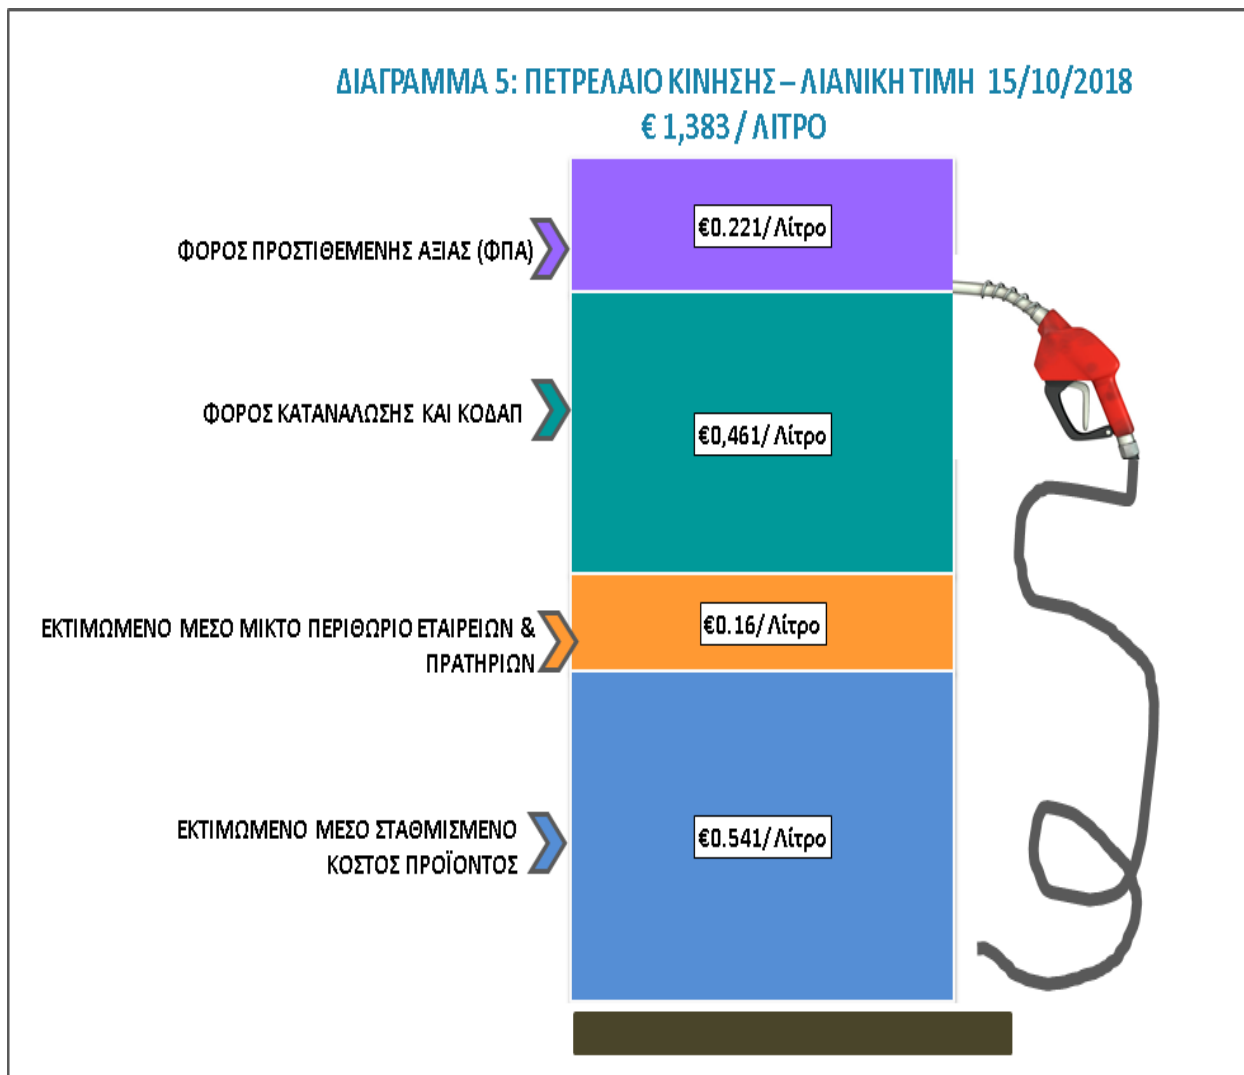 ΔΙΑΓΡΑΜΜΑ 5: ΠΕΤΡΕΛΑΙΟ ΚΙΝΗΣΗΣ – ΛΙΑΝΙΚΗ ΤΙΜΗ 15/10/2018
€ 1,383 / ΛΙΤΡΟ
€0.221/ Λίτρο
ΦΟΡΟΣ ΠΡΟΣΤΙΘΕΜΕΝΗΣ ΑΞΙΑΣ (ΦΠΑ)
ΦΟΡΟΣ ΚΑΤΑΝΑΛΩΣΗΣ ΚΑΙ ΚΟΔΑΠ
€0,461/ Λίτρο
€0.16/ Λίτρο
ΕΚΤΙΜΩΜΕΝΟ ΜΕΣΟ ΜΙΚΤΟ ΠΕΡΙΘΩΡΙΟ ΕΤΑΙΡΕΙΩΝ &
ΠΡΑΤΗΡΙΩΝ
ΕΚΤΙΜΩΜΕΝΟ ΜΕΣΟ ΣΤΑΘΜΙΣΜΕΝΟ
ΚΟΣΤΟΣ ΠΡΟΪΟΝΤΟΣ
€0.541/ Λίτρο